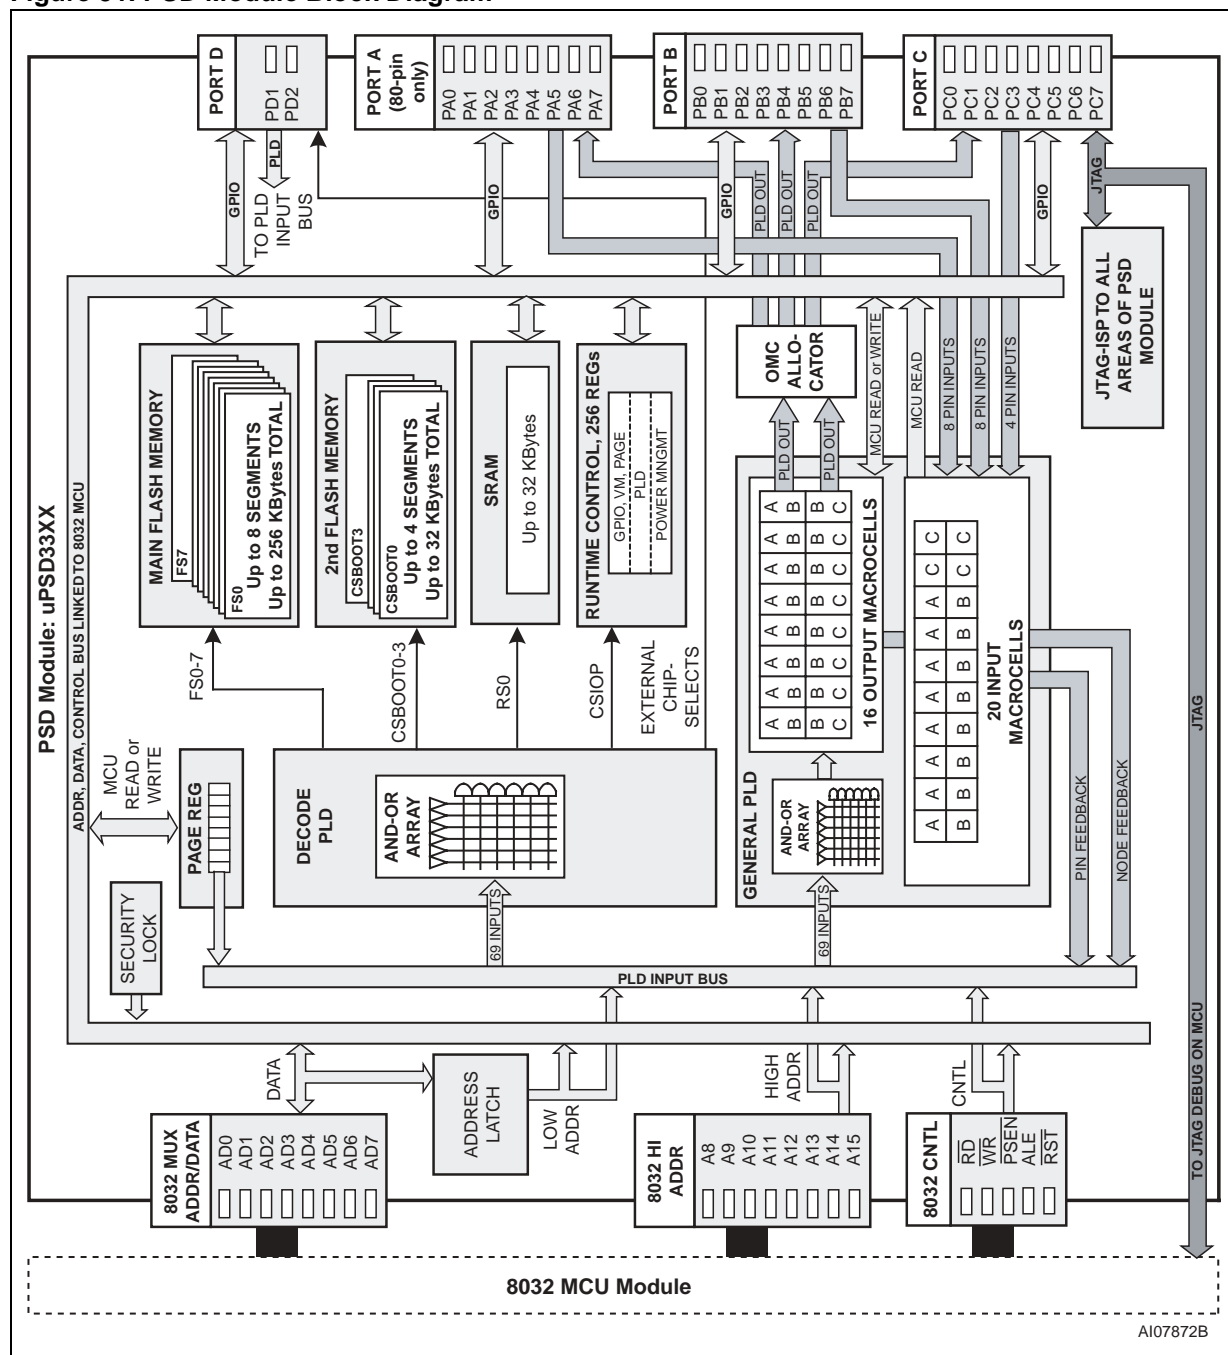 PSD Module: uPSD33XX
ADDR, DATA, CONTROL BUS LINKED TO 8032 MCU
PORT D
PD1
PD2
PORT A
(80-pin
only)
PA0
PA1
PA2
PA3
PA4
PA5
PA6
PA7
PORT B
PB0
PB1
PB2
PB3
PB4
PB5
PB6
PB7
PORT C
PC0
PC1
PC2
PC3
PC4
PC5
PC6
PC7
GPIO
PLD
TO PLD
INPUT
BUS
GPIO
GPIO
PLD OUT
PLD OUT
PLD OUT
GPIO
JTAG
JTAG-ISP TO ALL
AREAS OF PSD
MODULE
MAIN FLASH MEMORY
FS7
FS0
Up to 8 SEGMENTS
Up to 256 KBytes TOTAL
2nd FLASH MEMORY
CSBOOT3
CSBOOT0
Up to 4 SEGMENTS
Up to 32 KBytes TOTAL
SRAM
Up to 32 KBytes
RUNTIME CONTROL, 256 REGs
GPIO, VM, PAGE
PLD
POWER MNGMT
OMC
ALLO-
CATOR
PLD OUT
PLD OUT
MCU READ or WRITE
MCU READ
8 PIN INPUTS
8 PIN INPUTS
4 PIN INPUTS
FS0-7
CSBOOT0-3
RS0
CSIOP
EXTERNAL
CHIP-
SELECTS
A A A A A A A A
B B B B B B B B
B B B B B B B B
C C C C C C C C
16 OUTPUT MACROCELLS
A A A A A A A A C C
B B B B B B B B C C
20 INPUT
MACROCELLS
MCU
READ or
WRITE
PAGE REG
SECURITY
LOCK
DECODE
PLD
AND-OR
ARRAY
69 INPUTS
GENERAL PLD
AND-OR
ARRAY
69 INPUTS
PIN FEEDBACK
NODE FEEDBACK
JTAG
PLD INPUT BUS
DATA
ADDRESS
LATCH
LOW
ADDR
HIGH
ADDR
CNTL
8032 MUX
ADDR/DATA
AD0
AD1
AD2
AD3
AD4
AD5
AD6
AD7
8032 HI
ADDR
A8
A9
A10
A11
A12
A13
A14
A15
8032 CNTL
RD
WR
PSEN
ALE
RST
TO JTAG DEBUG ON MCU
8032 MCU Module
AI07872B